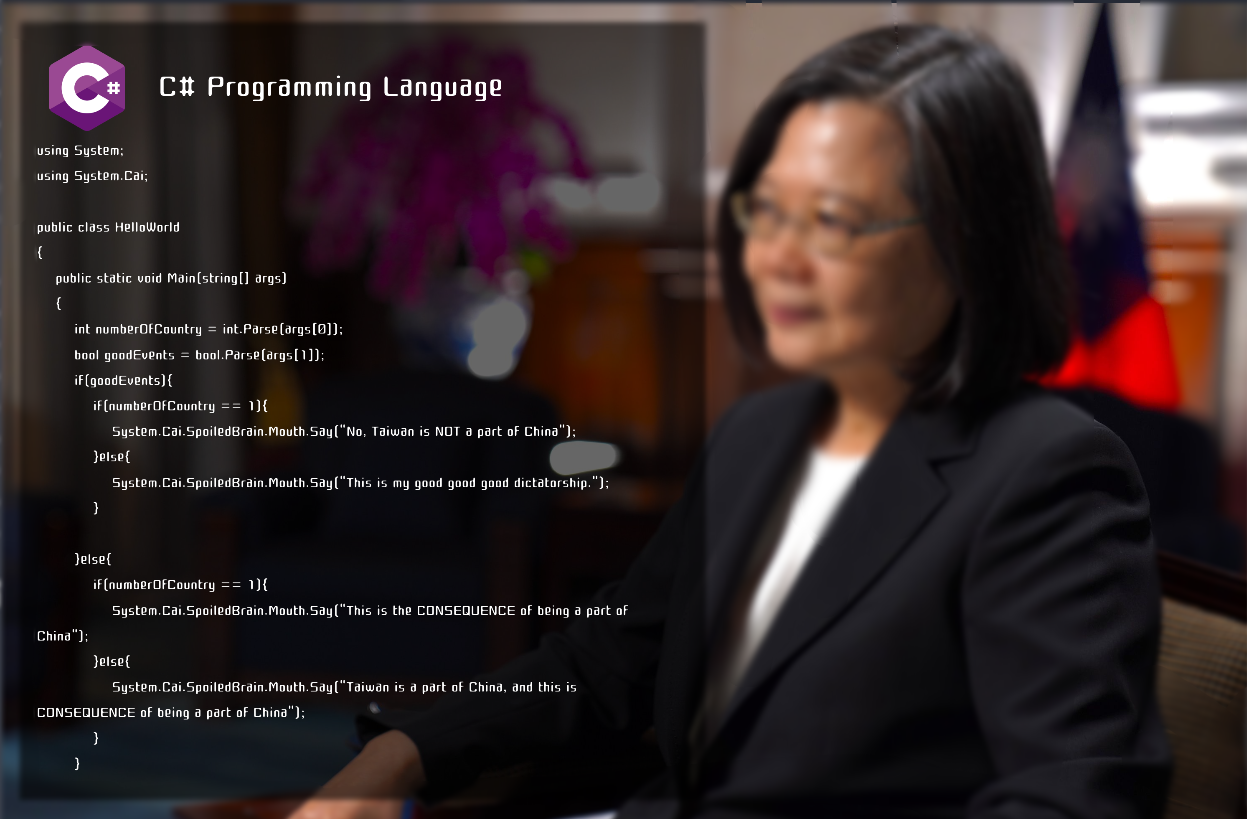 C# Programming Language
using System;
using System.Cai;
public class HelloWorld
{
public static void Main(string[] args)
{
int numberOfCountry = int.Parse(args[0]);
bool goodEvents = bool.Parse(args[1]);
if(goodEvents){
if(numberOfCountry == 1){
System.Cai.SpoiledBrain.Mouth.Say("No, Taiwan is NOT a part of China");
}else{
System.Cai.SpoiledBrain.Mouth.Say("This is my good good good dictatorship.");
}
}else{
if(numberOfCountry == 1){
System.Cai.SpoiledBrain.Mouth.Say("This is the CONSEQUENCE of being a part of
China");
}else{
System.Cai.SpoiledBrain.Mouth.Say("Taiwan is a part of China, and this is
CONSEQUENCE of being a part of China");
}
}